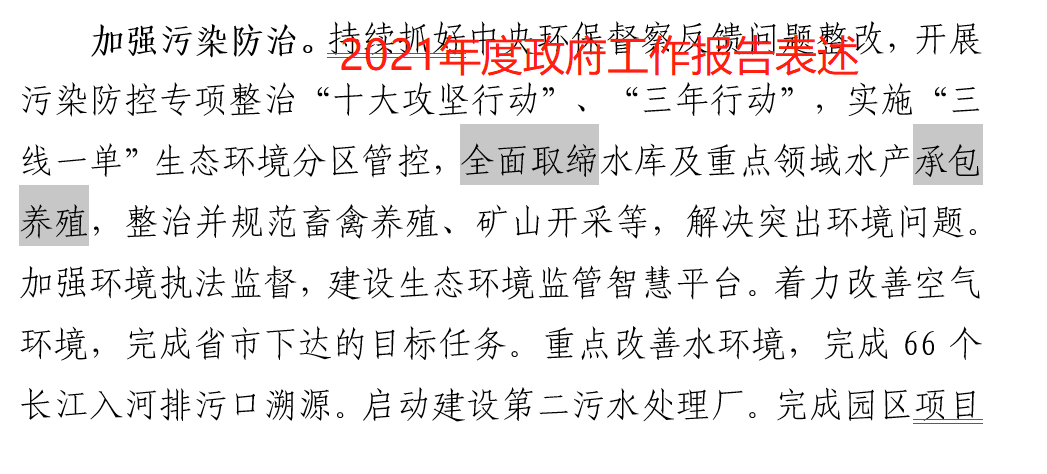 加强污染防治。持续抓好中央环保督察反馈问题整改，开展
2021年度政府工作报告表述
污染防控专项整治“十大攻坚行动”、“三年行动”，实施“三
线一单”生态环境分区管控，全面取缔水库及重点领域水产承包
养殖，整治并规范畜禽养殖、矿山开采等，解决突出环境问题。
加强环境执法监督，建设生态环境监管智慧平台。着力改善空气
环境，完成省市下达的目标任务。重点改善水环境，完成 66 个
长江入河排污口溯源。启动建设第二污水处理厂。完成园区项目